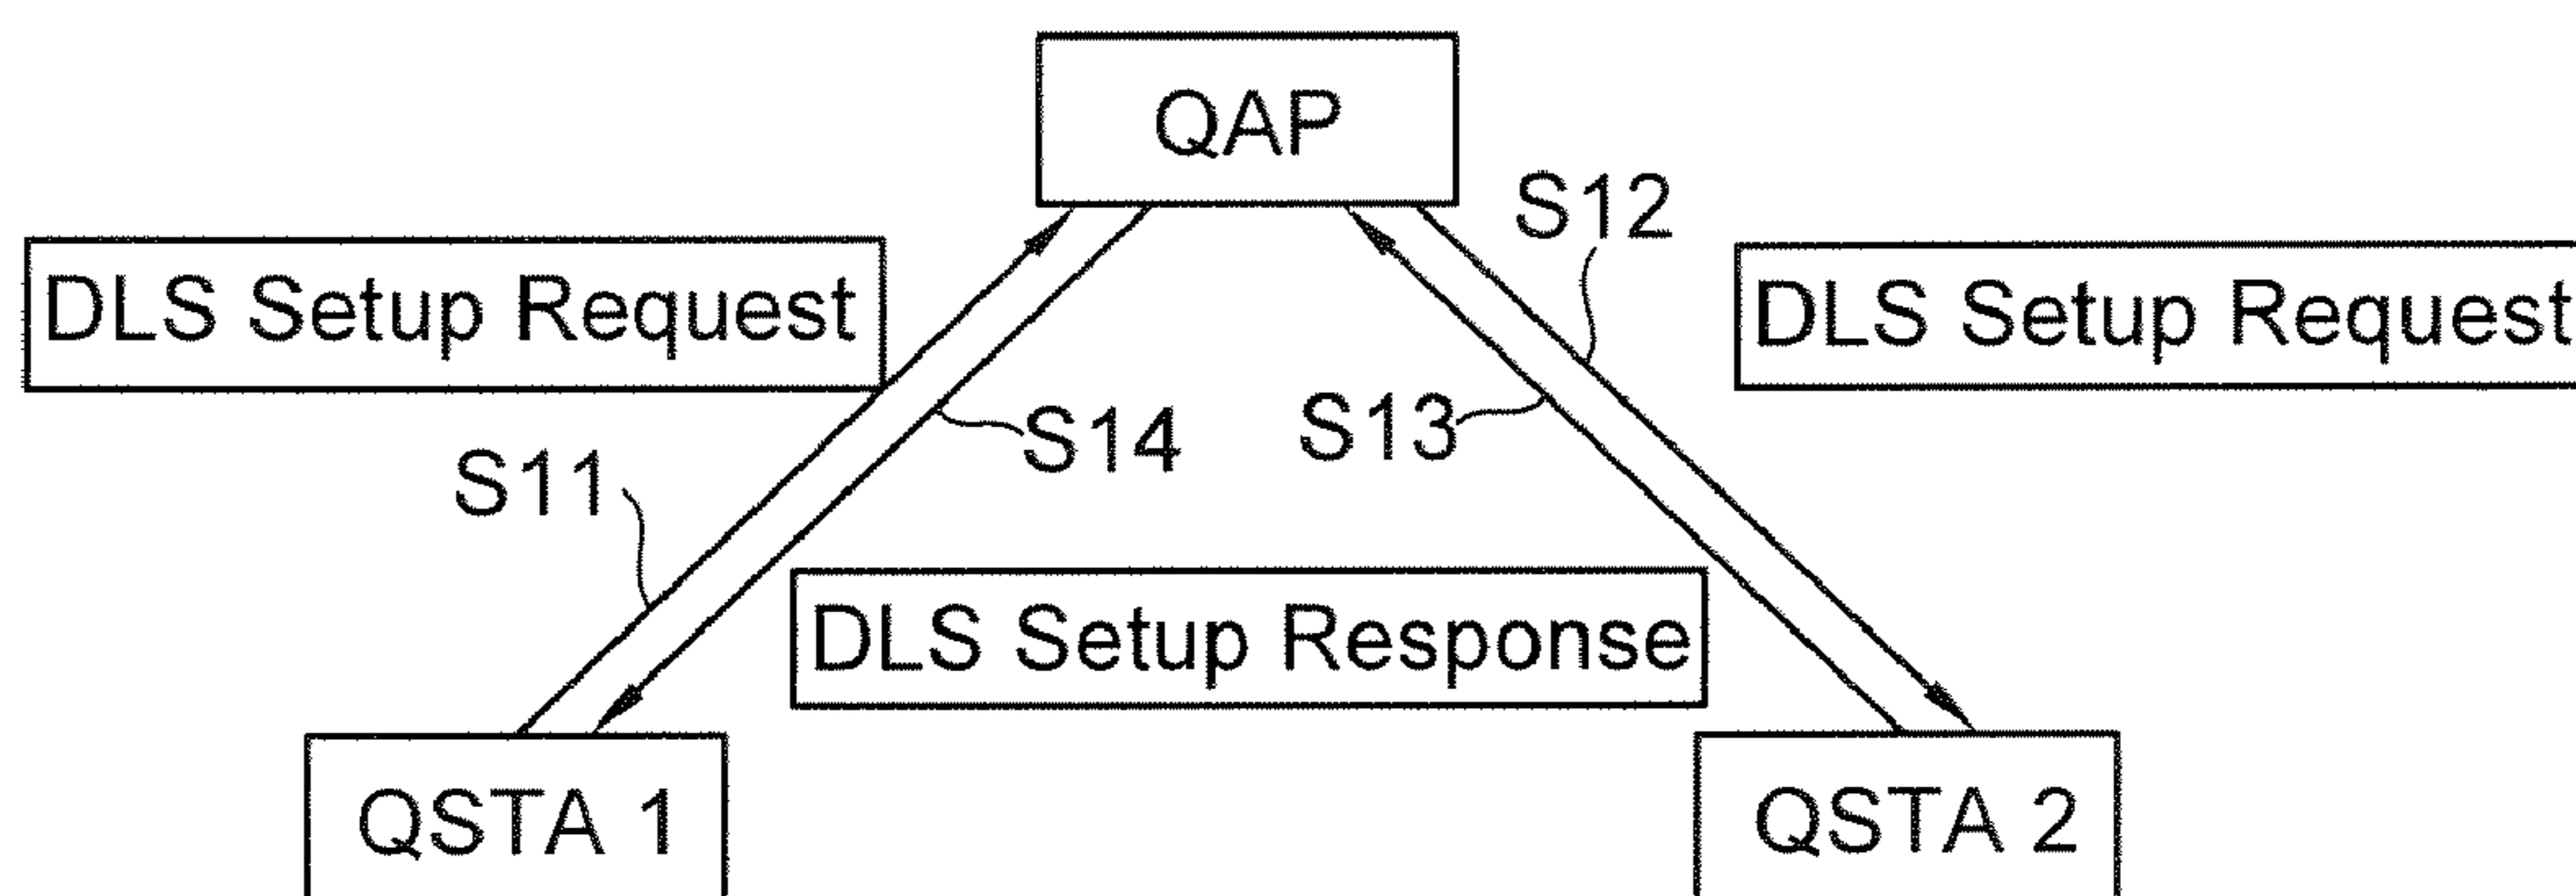 QAP
S12
DLS Setup Request
DLS Setup Request
S14
S13
S11
DLS Setup Response
QSTA 1
QSTA 2